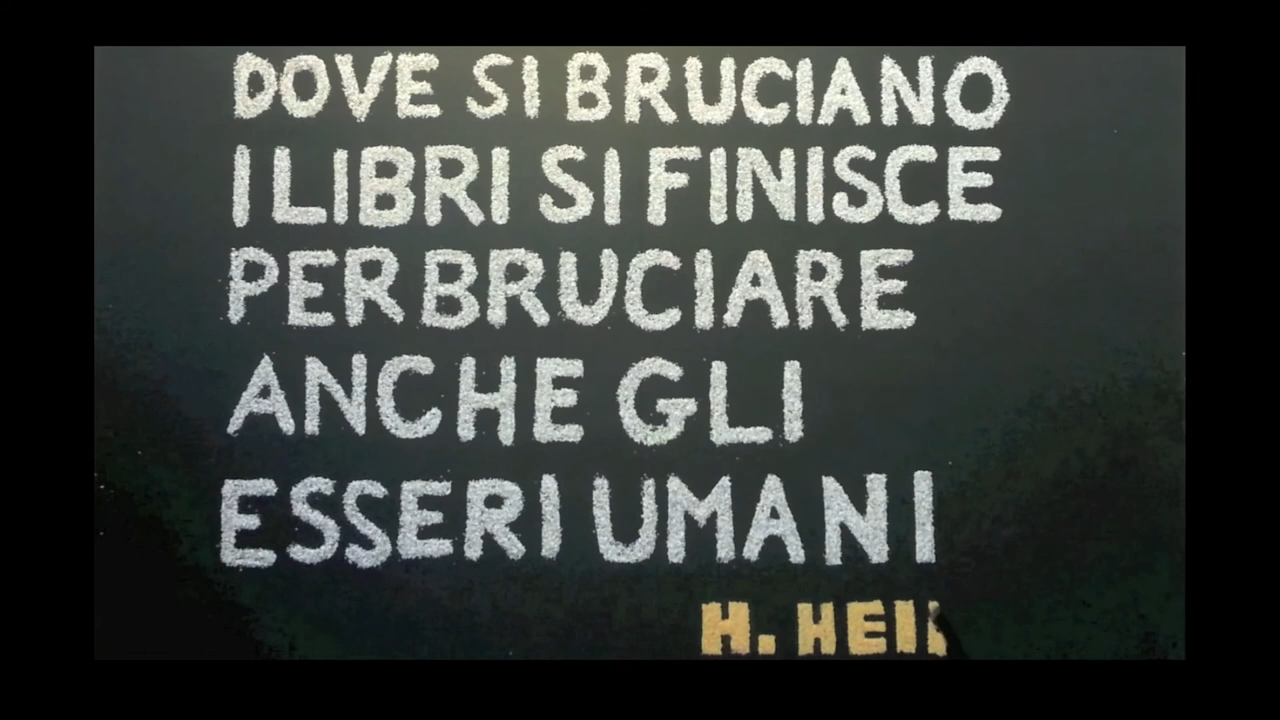 DOVE SI BRUCIANO
I LIBRI SI FINISCE
PER BRUCIARE
ANCHE GLI
ESSERI UMANI
H. HEI